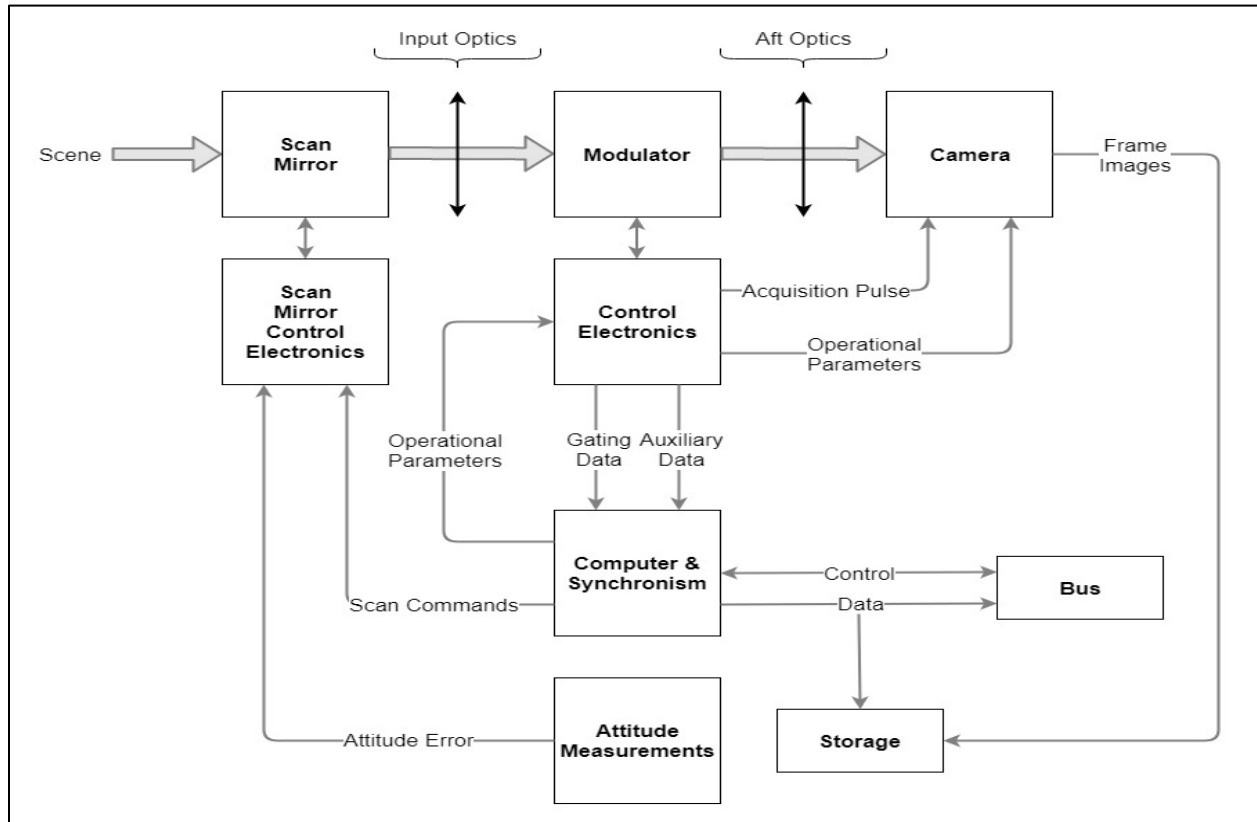 Input Optics
Aft Optics
Scene
Scan
Mirror
Modulator
Camera
Frame
Images
Scan
Mirror
Control
Electronics
Control
Electronics
Acquisition Pulse
Operational
Parameters
Operational
Parameters
Gating
Data
Auxiliary
Data
Computer &
Synchronism
Control
Bus
Scan Commands
Data
Attitude
Measurements
Attitude Error
Storage